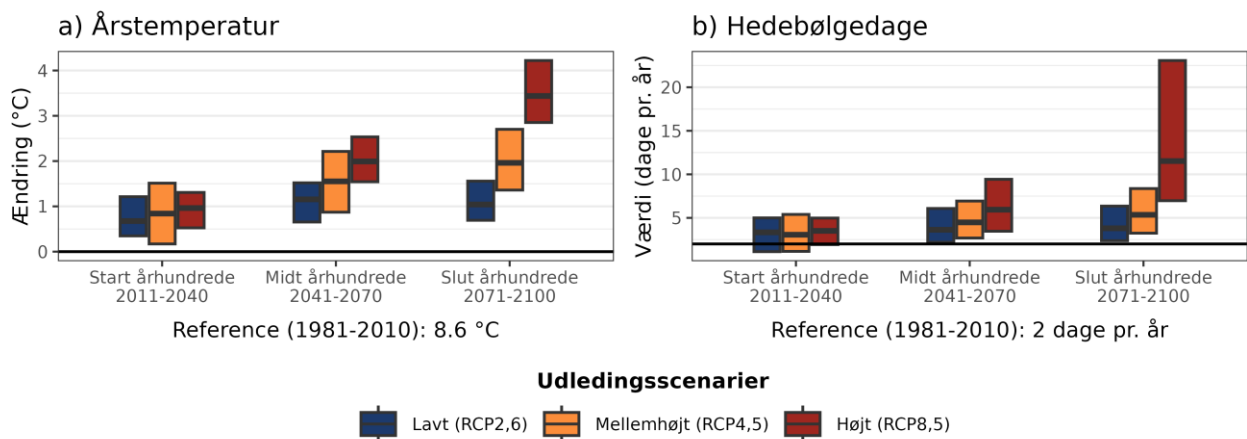 a) Årstemperatur
Ændring (°C)
4
3
2
1
0
Start århundrede
2011-2040
Midt århundrede
2041-2070
Slut århundrede
2071-2100
Reference (1981-2010): 8.6 °C
b) Hedebølgedage
Værdi (dage pr. år)
20
15
10
5
Start århundrede
2011-2040
Midt århundrede
2041-2070
Slut århundrede
2071-2100
Reference (1981-2010): 2 dage pr. år
Udledingsscenarier
Lavt (RCP2,6)
Mellemhøjt (RCP4,5)
Højt (RCP8,5)